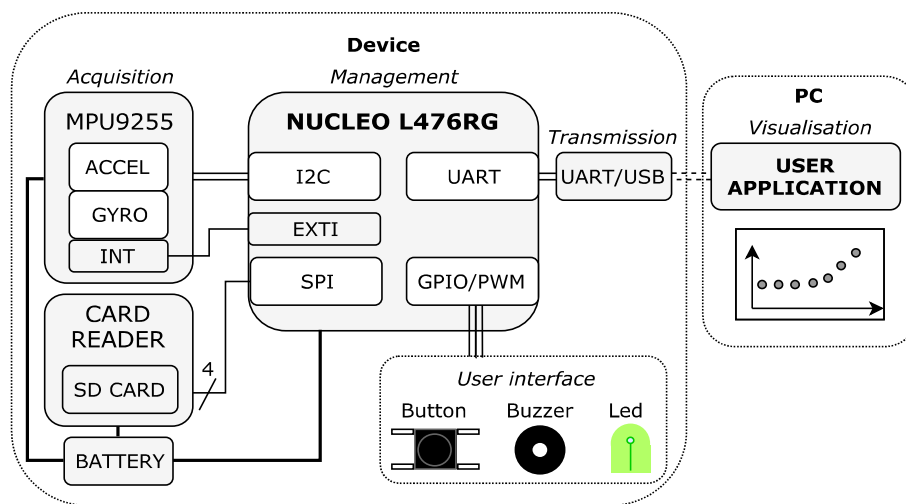 Device
Acquisition
Management
MPU9255
ACCEL
GYRO
INT
NUCLEO L476RG
I2C
UART
EXTI
SPI
GPIO/PWM
Transmission
UART/USB
PC
Visualisation
USER
APPLICATION
CARD
READER
SD CARD
4
BATTERY
User interface
Button
Buzzer
Led